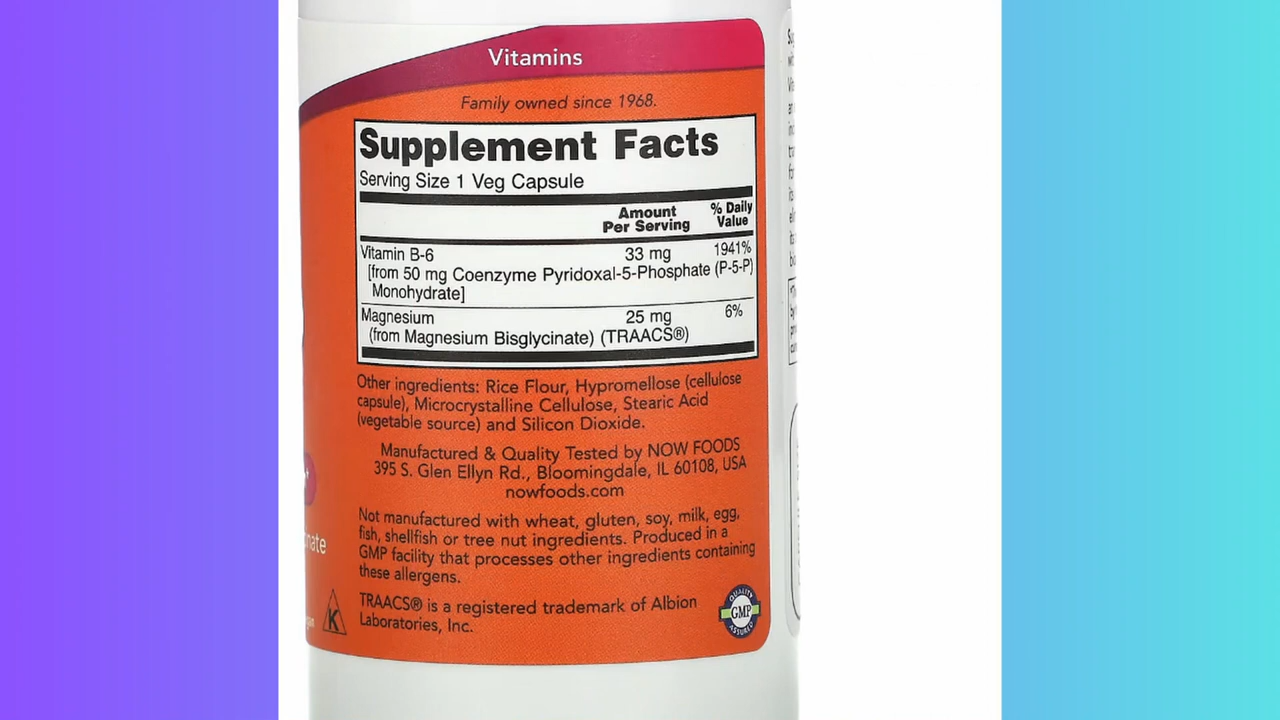 Vitamins
Family owned since 1968.
Supplement Facts
Serving Size 1 Veg Capsule
Amount Per Serving
% Daily Value
Vitamin B-6 33 mg 1941%
[from 50 mg Coenzyme Pyridoxal-5-Phosphate (P-5-P)
Monohydrate]
Magnesium 25 mg 6%
(from Magnesium Bisglycinate) (TRAACS®)
Other ingredients: Rice Flour, Hypromellose (cellulose
capsule), Microcrystalline Cellulose, Stearic Acid
(vegetable source) and Silicon Dioxide.
Manufactured & Quality Tested by NOW FOODS
395 S. Glen Ellyn Rd., Bloomingdale, IL 60108, USA
nowfoods.com
Not manufactured with wheat, gluten, soy, milk, egg,
fish, shellfish or tree nut ingredients. Produced in a
GMP facility that processes other ingredients containing
these allergens.
TRAACS® is a registered trademark of Albion
Laboratories, Inc.
K
QUALITY
GMP
ASSURED